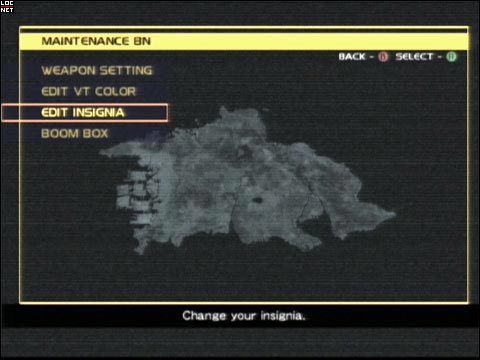 LOC
NET
MAINTENANCE BN
BACK - B SELECT - A
WEAPON SETTING
EDIT VT COLOR
EDIT INSIGNIA
BOOM BOX
Change your insignia.